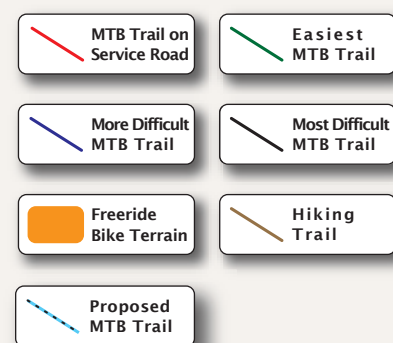 MTB Trail on
Service Road
Easiest
MTB Trail
More Difficult
MTB Trail
Most Difficult
MTB Trail
Freeride
Bike Terrain
Hiking
Trail
Proposed
MTB Trail